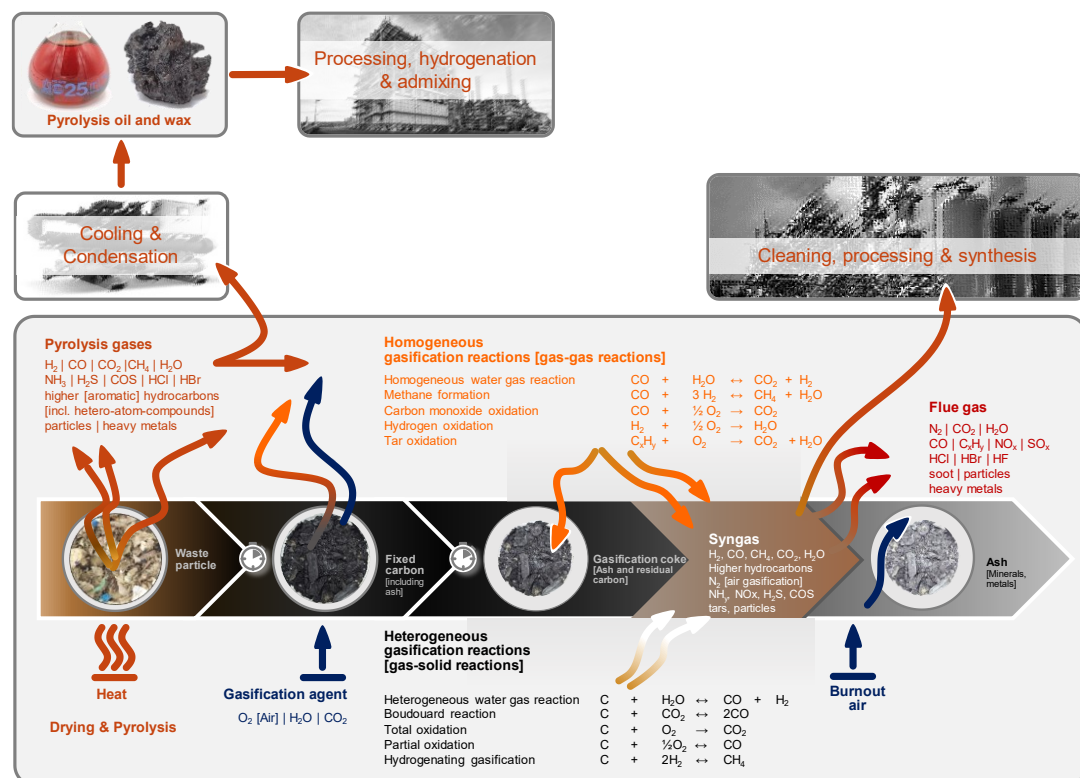 Processing, hydrogenation
& admixing
Pyrolysis oil and wax
Cooling &
Condensation
Cleaning, processing & synthesis
Pyrolysis gases
H₂ | CO | CO₂ |CH₄ | H₂O
NH₃ | H₂S | COS | HCl | HBr
higher [aromatic] hydrocarbons
[incl. hetero-atom-compounds]
particles | heavy metals
Homogeneous
gasification reactions [gas-gas reactions]
Homogeneous water gas reaction CO + H₂O ↔ CO₂ + H₂
Methane formation CO + 3 H₂ ↔ CH₄ + H₂O
Carbon monoxide oxidation CO + ½ O₂ → CO₂
Hydrogen oxidation H₂ + ½ O₂ → H₂O
Tar oxidation CₓHᵧ + O₂ → CO₂ + H₂O
Flue gas
N₂ | CO₂ | H₂O
CO | CₓHᵧ | NOₓ | SOₓ
HCl | HBr | HF
soot | particles
heavy metals
Waste
particle
Fixed
carbon
[including
ash]
Gasification coke
[Ash and residual
carbon]
Syngas
H₂, CO, CH₄, CO₂, H₂O
Higher hydrocarbons
N₂ [air gasification]
NHᵧ, NOx, H₂S, COS
tars, particles
Ash
[Minerals,
metals]
Heat
Drying & Pyrolysis
Gasification agent
O₂ [Air] | H₂O | CO₂
Heterogeneous
gasification reactions
[gas-solid reactions]
Heterogeneous water gas reaction C + H₂O ↔ CO + H₂
Boudouard reaction C + CO₂ ↔ 2CO
Total oxidation C + O₂ → CO₂
Partial oxidation C + ½O₂ ↔ CO
Hydrogenating gasification C + 2H₂ ↔ CH₄
Burnout
air